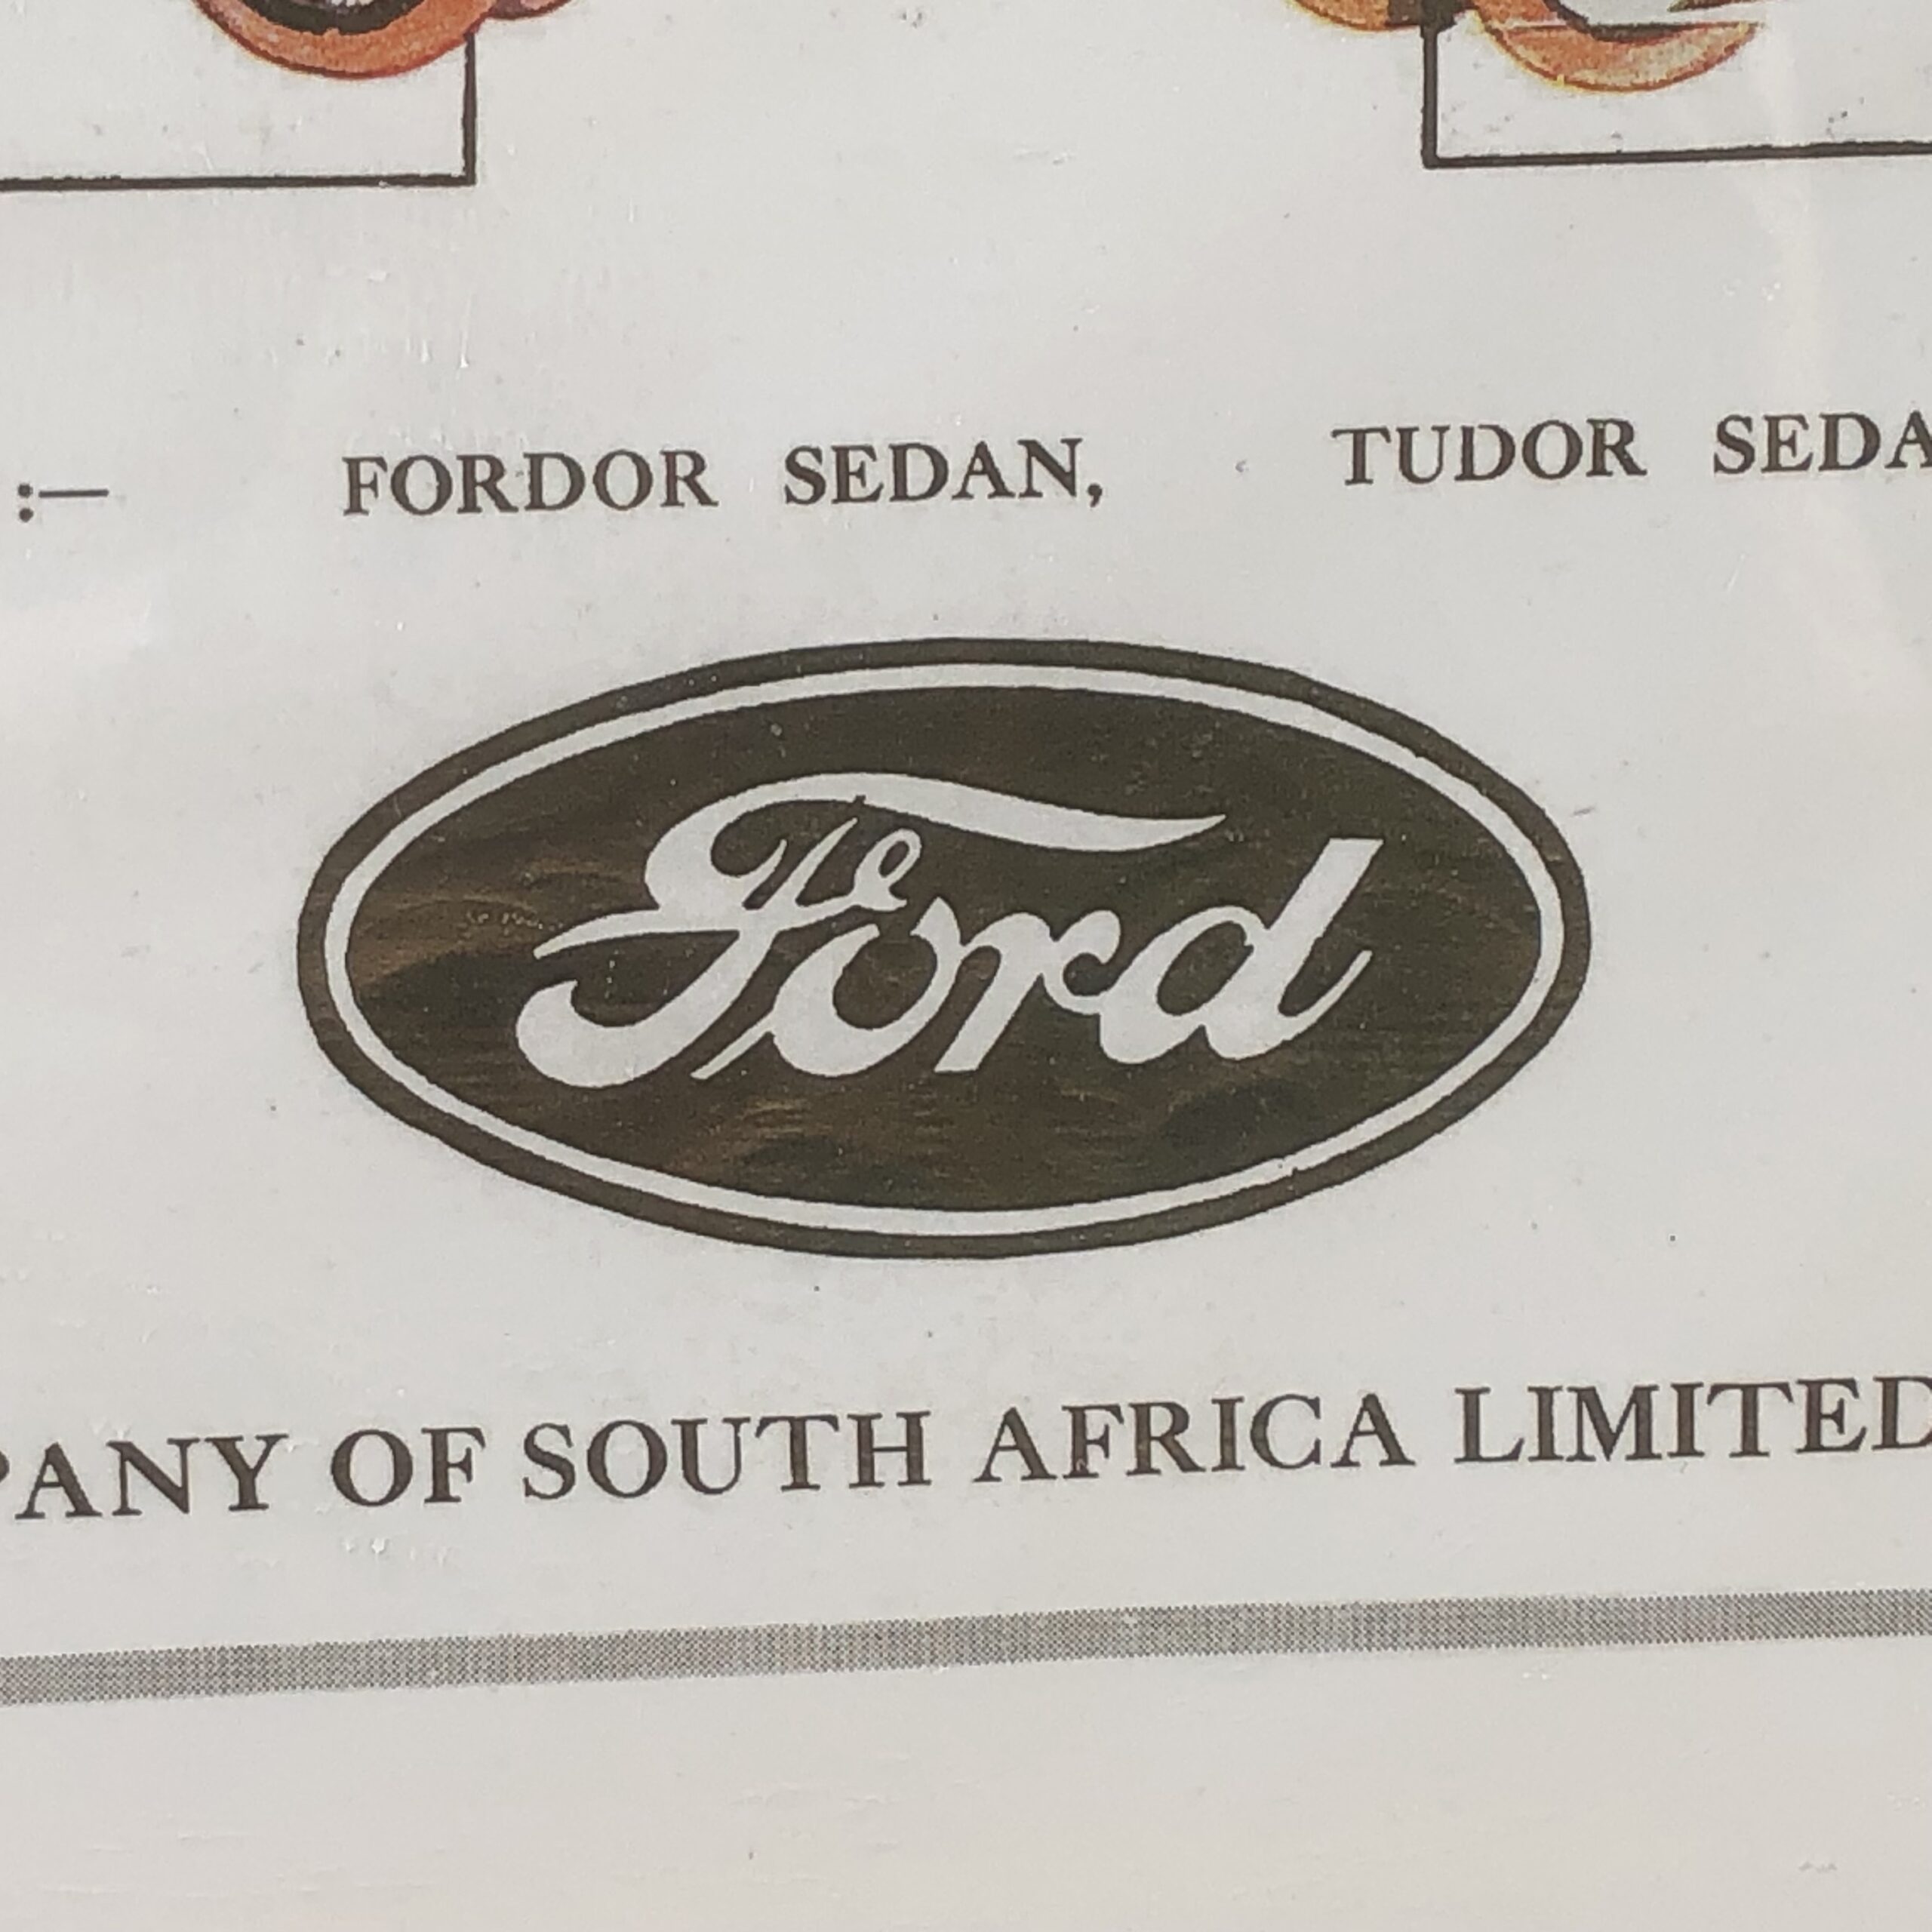 :— FORDOR SEDAN, TUDOR SEDA
Ford
PANY OF SOUTH AFRICA LIMITED